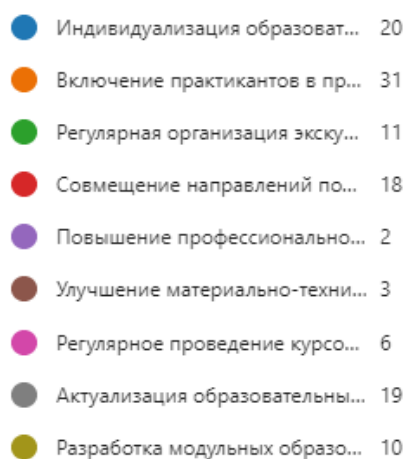 Индивидуализация образоват... 20
Включение практикантов в пр... 31
Регулярная организация экску... 11
Совмещение направлений по... 18
Повышение профессионально... 2
Улучшение материально-техни... 3
Регулярное проведение курсо... 6
Актуализация образовательны... 19
Разработка модульных образо... 10